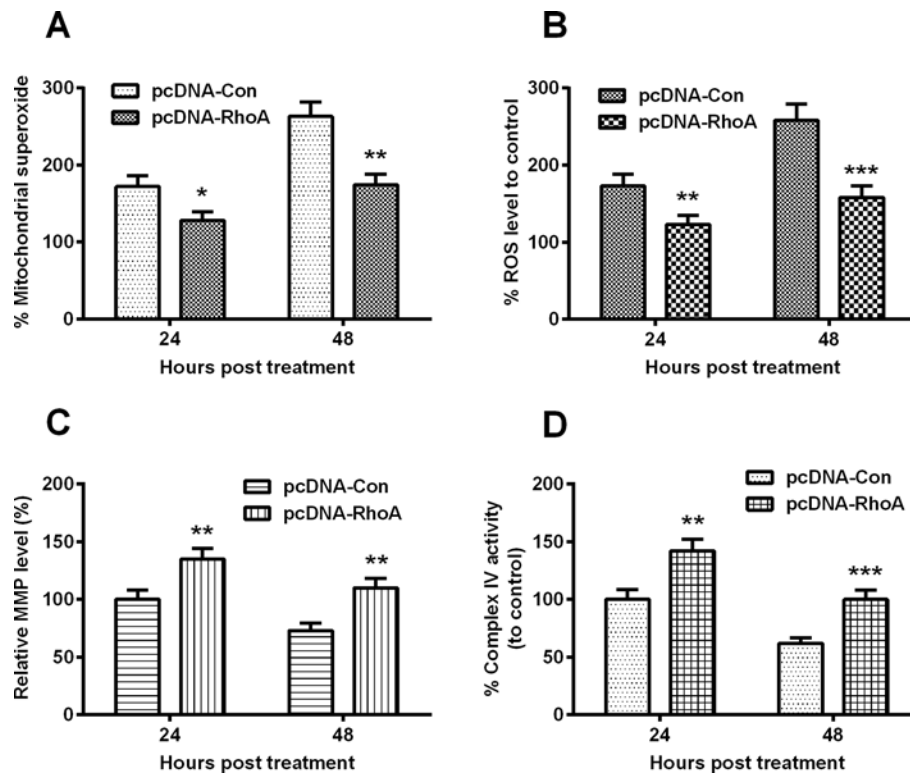 A
% Mitochondrial superoxide
300
200
100
0
pcDNA-Con
pcDNA-RhoA
*
**
24
48
Hours post treatment
B
% ROS level to control
300
200
100
0
pcDNA-Con
pcDNA-RhoA
**
***
24
48
Hours post treatment
C
Relative MMP level (%)
200
150
100
50
0
pcDNA-Con
pcDNA-RhoA
**
**
24
48
Hours post treatment
D
% Complex IV activity
(to control)
200
150
100
50
0
pcDNA-Con
pcDNA-RhoA
**
***
24
48
Hours post treatment